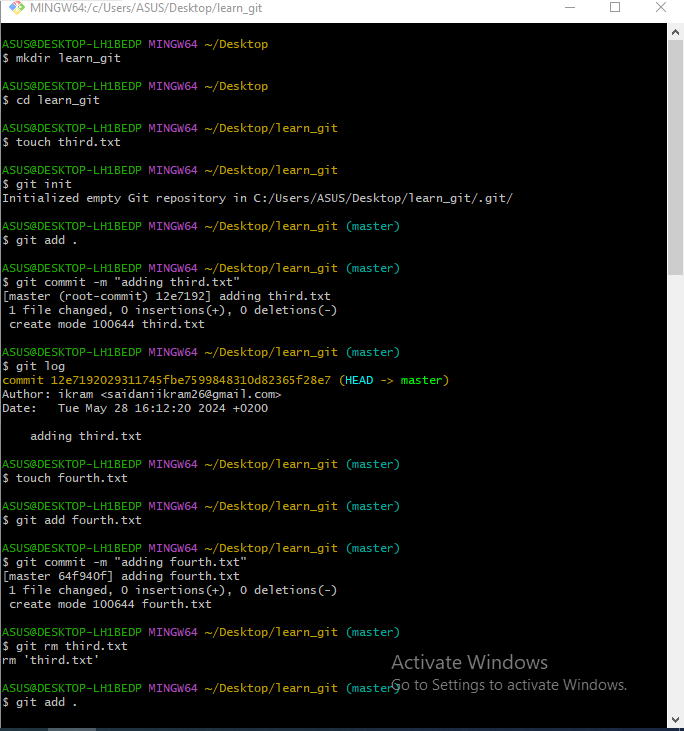 MINGW64:/c/Users/ASUS/Desktop/learn_git
ASUS@DESKTOP-LH1BEDP MINGW64 ~/Desktop
$ mkdir learn_git
ASUS@DESKTOP-LH1BEDP MINGW64 ~/Desktop
$ cd learn_git
ASUS@DESKTOP-LH1BEDP MINGW64 ~/Desktop/learn_git
$ touch third.txt
ASUS@DESKTOP-LH1BEDP MINGW64 ~/Desktop/learn_git
$ git init
Initialized empty Git repository in C:/Users/ASUS/Desktop/learn_git/.git/
ASUS@DESKTOP-LH1BEDP MINGW64 ~/Desktop/learn_git (master)
$ git add .
ASUS@DESKTOP-LH1BEDP MINGW64 ~/Desktop/learn_git (master)
$ git commit -m "adding third.txt"
[master (root-commit) 12e7192] adding third.txt
 1 file changed, 0 insertions(+), 0 deletions(-)
 create mode 100644 third.txt
ASUS@DESKTOP-LH1BEDP MINGW64 ~/Desktop/learn_git (master)
$ git log
commit 12e7192029311745fbe7599848310d82365f28e7 (HEAD -> master)
Author: ikram <saidaniikram26@gmail.com>
Date:   Tue May 28 16:12:20 2024 +0200
    adding third.txt
ASUS@DESKTOP-LH1BEDP MINGW64 ~/Desktop/learn_git (master)
$ touch fourth.txt
ASUS@DESKTOP-LH1BEDP MINGW64 ~/Desktop/learn_git (master)
$ git add fourth.txt
ASUS@DESKTOP-LH1BEDP MINGW64 ~/Desktop/learn_git (master)
$ git commit -m "adding fourth.txt"
[master 64f940f] adding fourth.txt
 1 file changed, 0 insertions(+), 0 deletions(-)
 create mode 100644 fourth.txt
ASUS@DESKTOP-LH1BEDP MINGW64 ~/Desktop/learn_git (master)
$ git rm third.txt
rm 'third.txt'
ASUS@DESKTOP-LH1BEDP MINGW64 ~/Desktop/learn_git (master)
$ git add .
Activate Windows
Go to Settings to activate Windows.